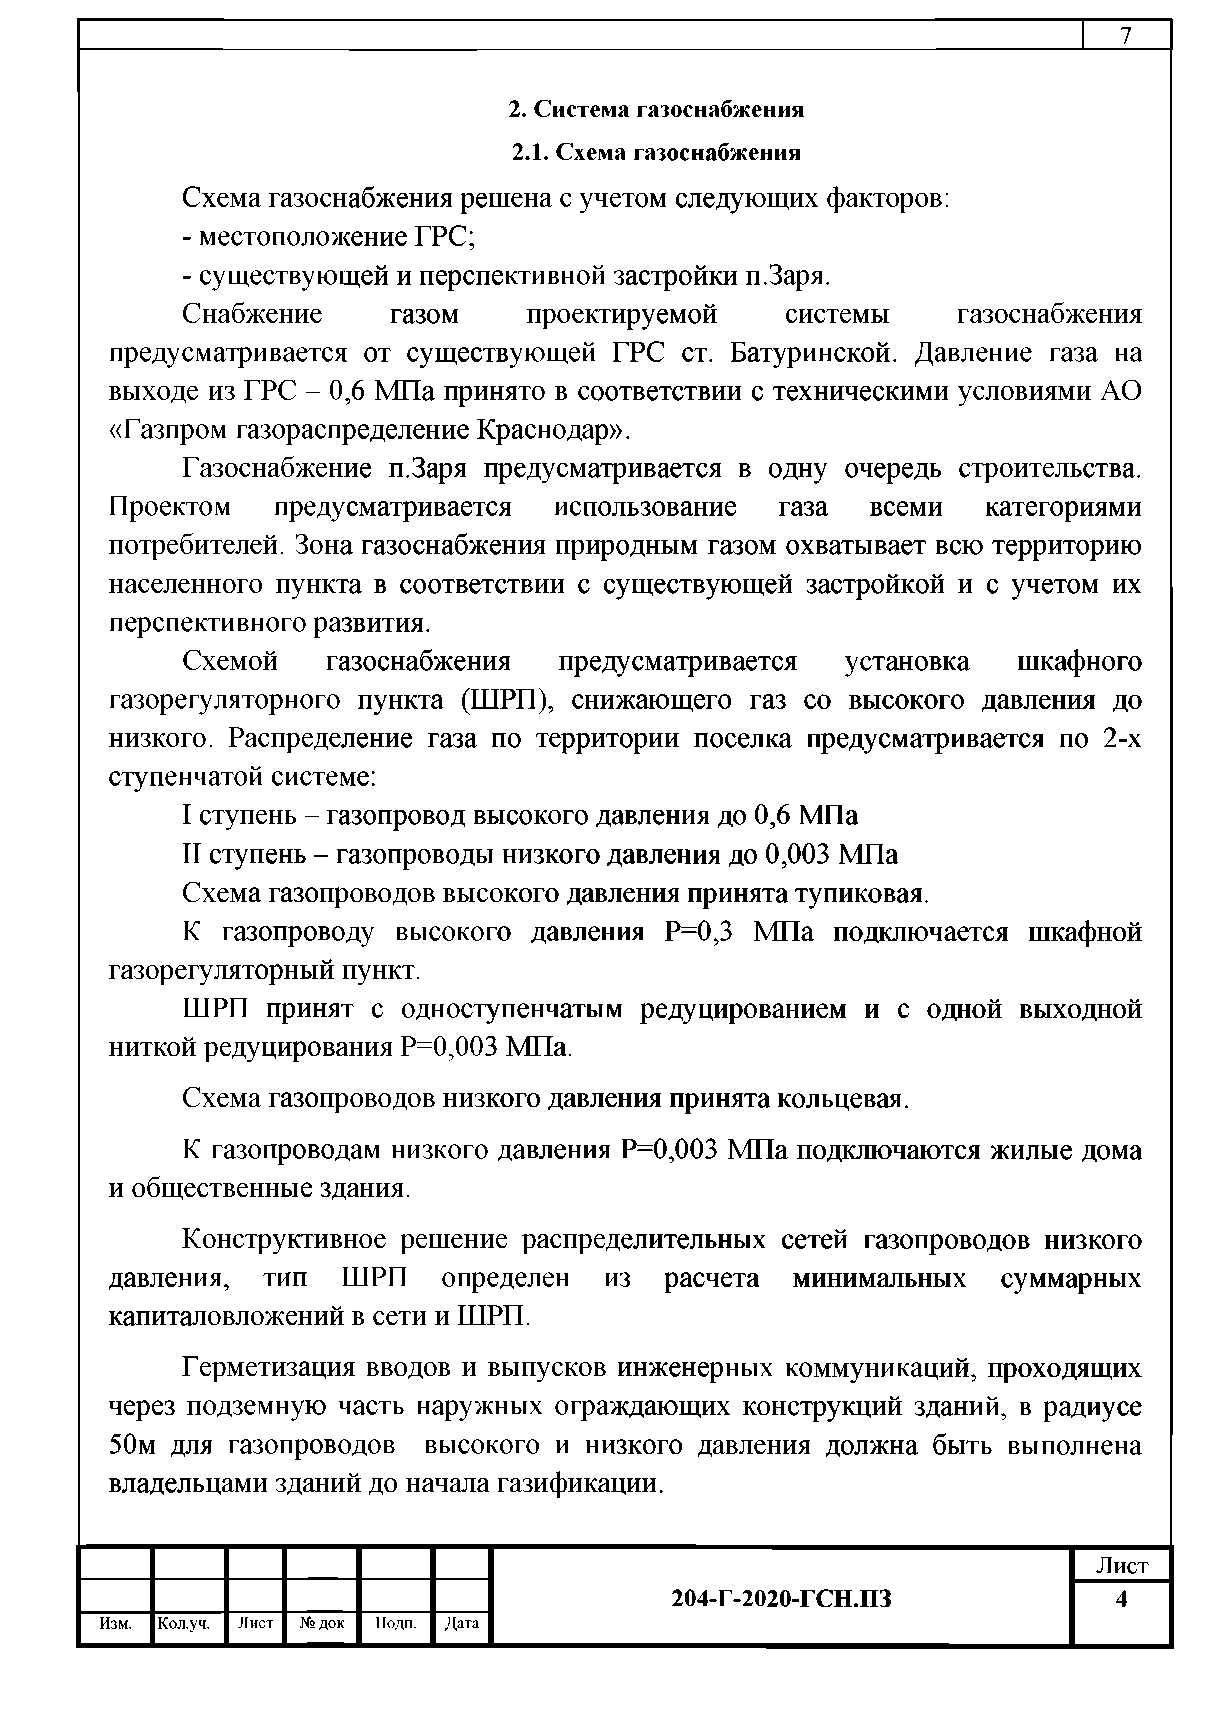 7
2. Система газоснабжения
2.1. Схема газоснабжения
Схема газоснабжения решена с учетом следующих факторов:
- местоположение ГРС;
- существующей и перспективной застройки п.Заря.
Снабжение газом проектируемой системы газоснабжения
предусматривается от существующей ГРС ст. Батуринской. Давление газа на
выходе из ГРС – 0,6 МПа принято в соответствии с техническими условиями АО
«Газпром газораспределение Краснодар».
Газоснабжение п.Заря предусматривается в одну очередь строительства.
Проектом предусматривается использование газа всеми категориями
потребителей. Зона газоснабжения природным газом охватывает всю территорию
населенного пункта в соответствии с существующей застройкой и с учетом их
перспективного развития.
Схемой газоснабжения предусматривается установка шкафного
газорегуляторного пункта (ШРП), снижающего газ со высокого давления до
низкого. Распределение газа по территории поселка предусматривается по 2-х
ступенчатой системе:
I ступень – газопровод высокого давления до 0,6 МПа
II ступень – газопроводы низкого давления до 0,003 МПа
Схема газопроводов высокого давления принята тупиковая.
К газопроводу высокого давления Р=0,3 МПа подключается шкафной
газорегуляторный пункт.
ШРП принят с одноступенчатым редуцированием и с одной выходной
ниткой редуцирования Р=0,003 МПа.
Схема газопроводов низкого давления принята кольцевая.
К газопроводам низкого давления Р=0,003 МПа подключаются жилые дома
и общественные здания.
Конструктивное решение распределительных сетей газопроводов низкого
давления, тип ШРП определен из расчета минимальных суммарных
капиталовложений в сети и ШРП.
Герметизация вводов и выпусков инженерных коммуникаций, проходящих
через подземную часть наружных ограждающих конструкций зданий, в радиусе
50м для газопроводов высокого и низкого давления должна быть выполнена
владельцами зданий до начала газификации.
Лист
204-Г-2020-ГСН.ПЗ 4
Изм. Кол.уч. Лист № док Подп. Дата